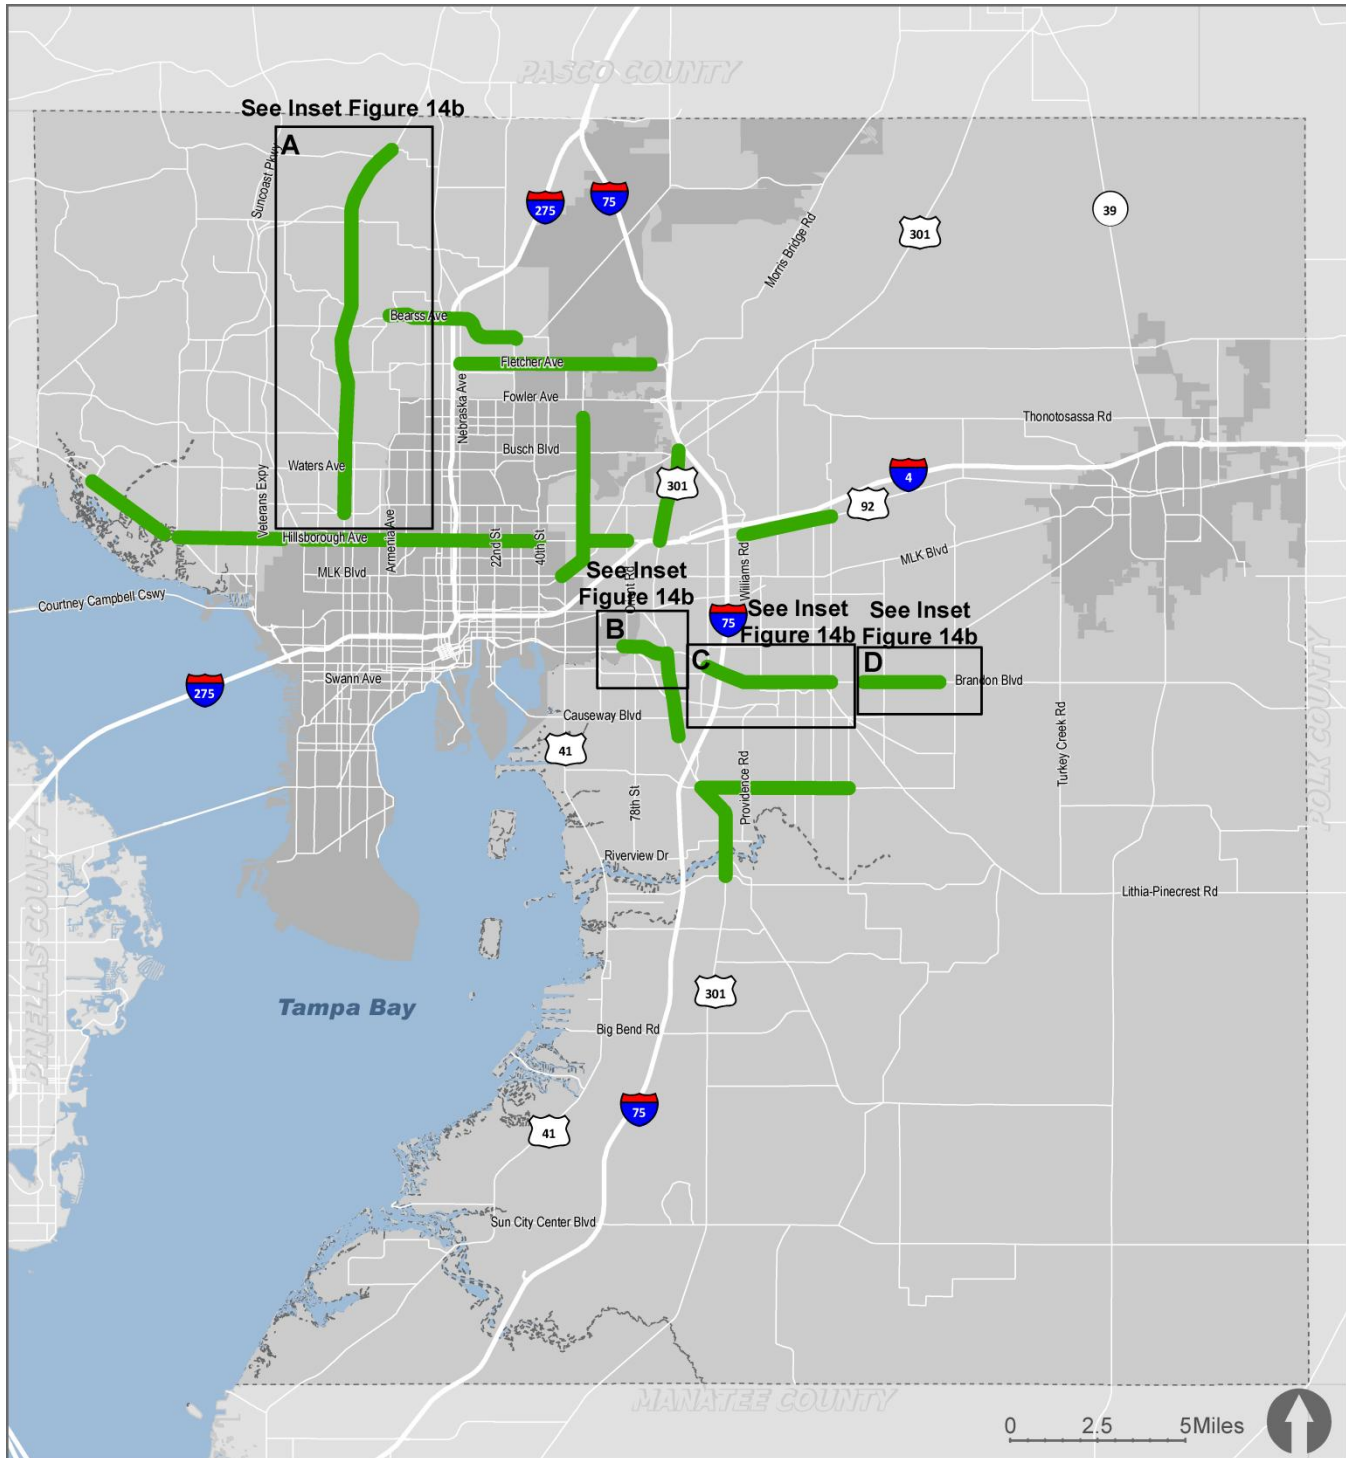 PASCO COUNTY
See Inset Figure 14b
A
Suncoast Pkwy
275
75
39
301
Morris Bridge Rd
Bearss Ave
Fletcher Ave
Nebraska Ave
Fowler Ave
Thonotosassa Rd
Busch Blvd
Waters Ave
Veterans Expy
301
4
92
Hillsborough Ave
Armenia Ave
22nd St
40th St
MLK Blvd
MLK Blvd
Williams Rd
Orient Rd
See Inset
Figure 14b
Courtney Campbell Cswy
75
See Inset
Figure 14b
See Inset
Figure 14b
B
C
D
Brandon Blvd
275
Swann Ave
Causeway Blvd
41
Turkey Creek Rd
POLK COUNTY
78th St
Providence Rd
Riverview Dr
Lithia-Pinecrest Rd
PINELLAS COUNTY
Tampa Bay
301
Big Bend Rd
75
41
Sun City Center Blvd
MANATEE COUNTY
0 2.5 5Miles